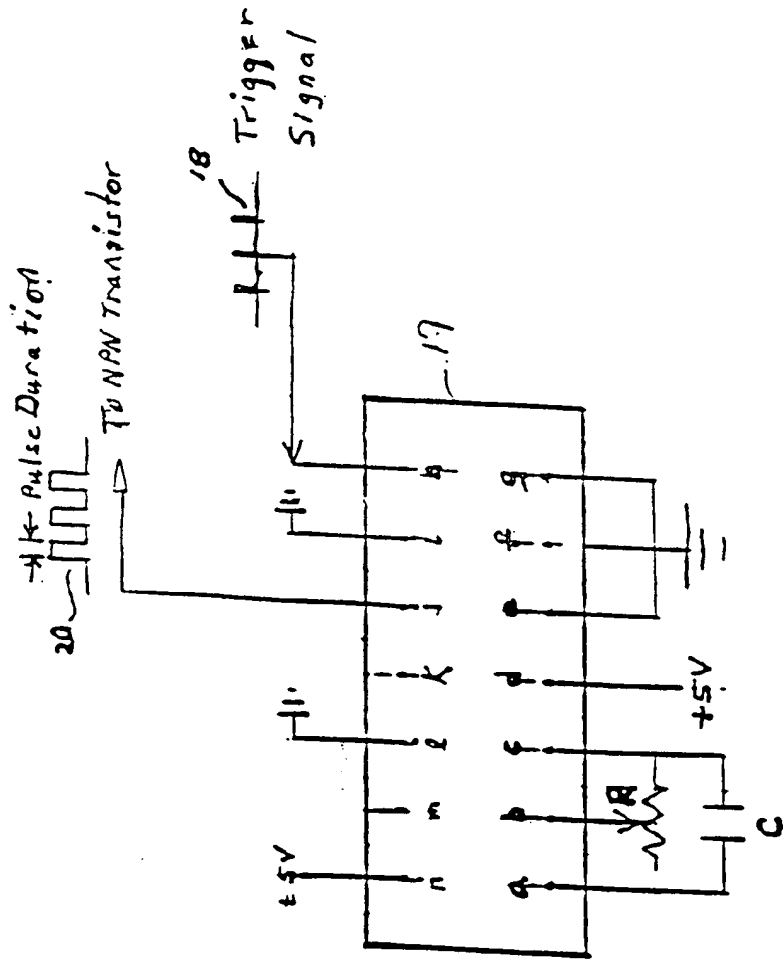 20
→|k← Pulse Duration
To NPN Transistor
18
Trigger
Signal
17
+5V
n
m
l
k
j
i
h
a
b
c
d
e
f
g
R
C
+5V